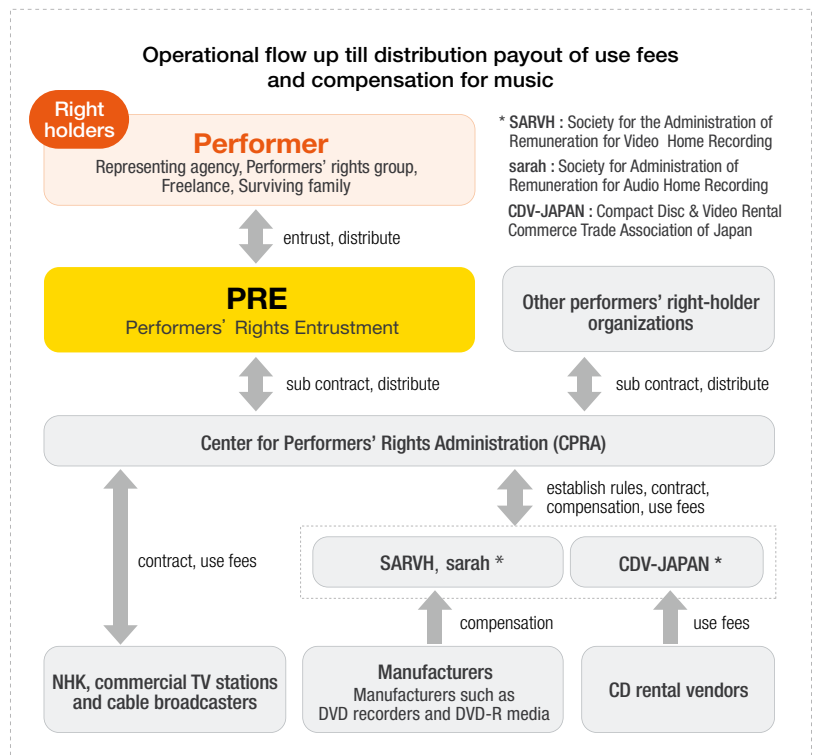 Operational flow up till distribution payout of use fees
and compensation for music
Right
holders
Performer
Representing agency, Performers' rights group,
Freelance, Surviving family
* SARVH : Society for the Administration of
Remuneration for Video Home Recording
sarah : Society for Administration of
Remuneration for Audio Home Recording
CDV-JAPAN : Compact Disc & Video Rental
Commerce Trade Association of Japan
entrust, distribute
PRE
Performers' Rights Entrustment
Other performers' right-holder
organizations
sub contract, distribute
sub contract, distribute
Center for Performers' Rights Administration (CPRA)
establish rules, contract,
compensation, use fees
contract, use fees
SARVH, sarah *
CDV-JAPAN *
compensation
use fees
NHK, commercial TV stations
and cable broadcasters
Manufacturers
Manufacturers such as
DVD recorders and DVD-R media
CD rental vendors